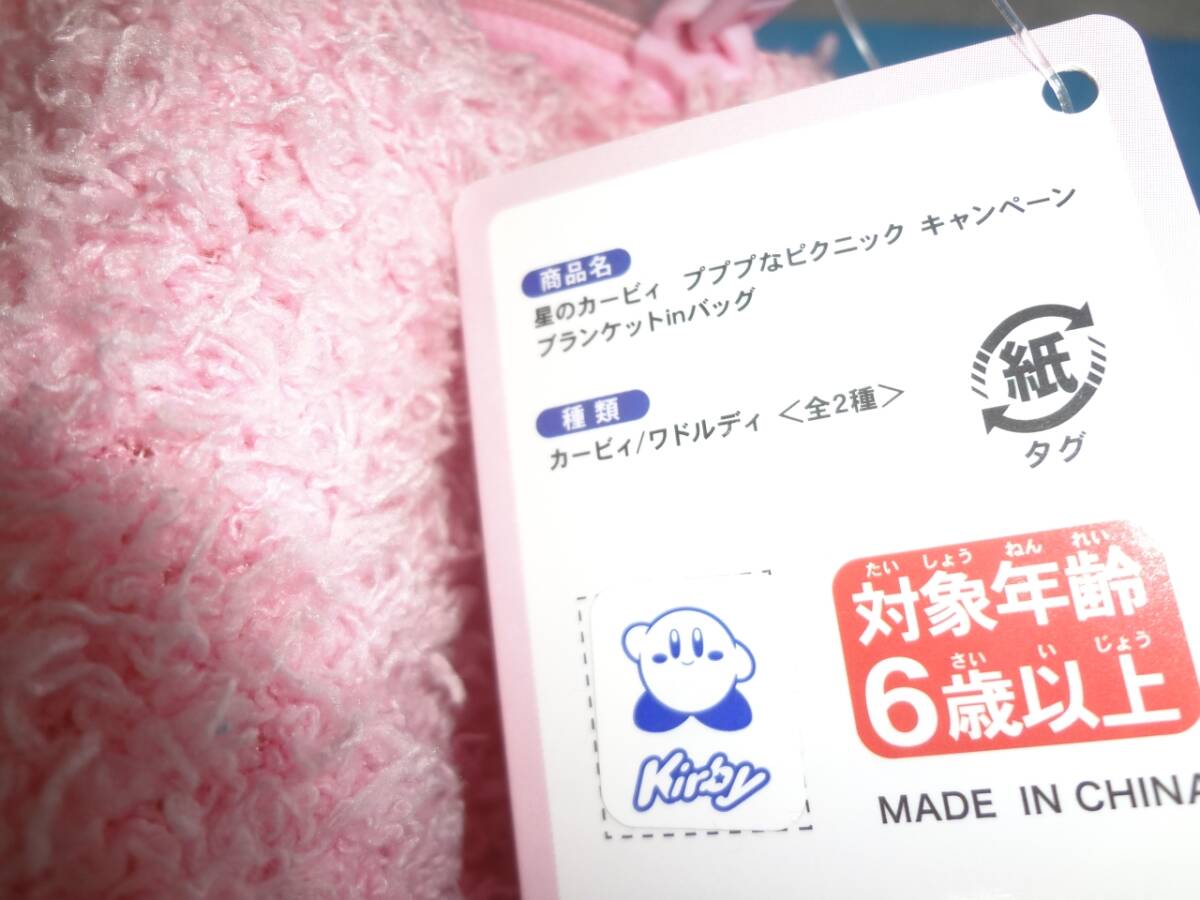 商品名
星のカービィ プププなピクニック キャンペーン
ブランケットinバッグ
種類
カービィ/ワドルディ <全2種>
紙
タグ
たい しょう ねん れい
対象年齢
さい い じょう
6歳以上
Kirby
MADE IN CHINA